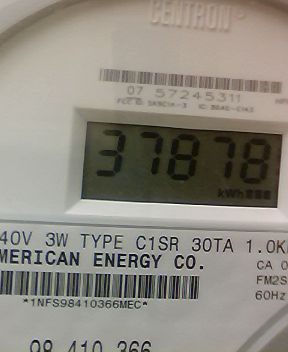 CENTRON®
07 57245311
37878
kWh
40V 3W TYPE C1SR 30TA 1.0K
MERICAN ENERGY CO.
CA 0
FM2S
60Hz
*1NFS98410366MEC*
98 410 366